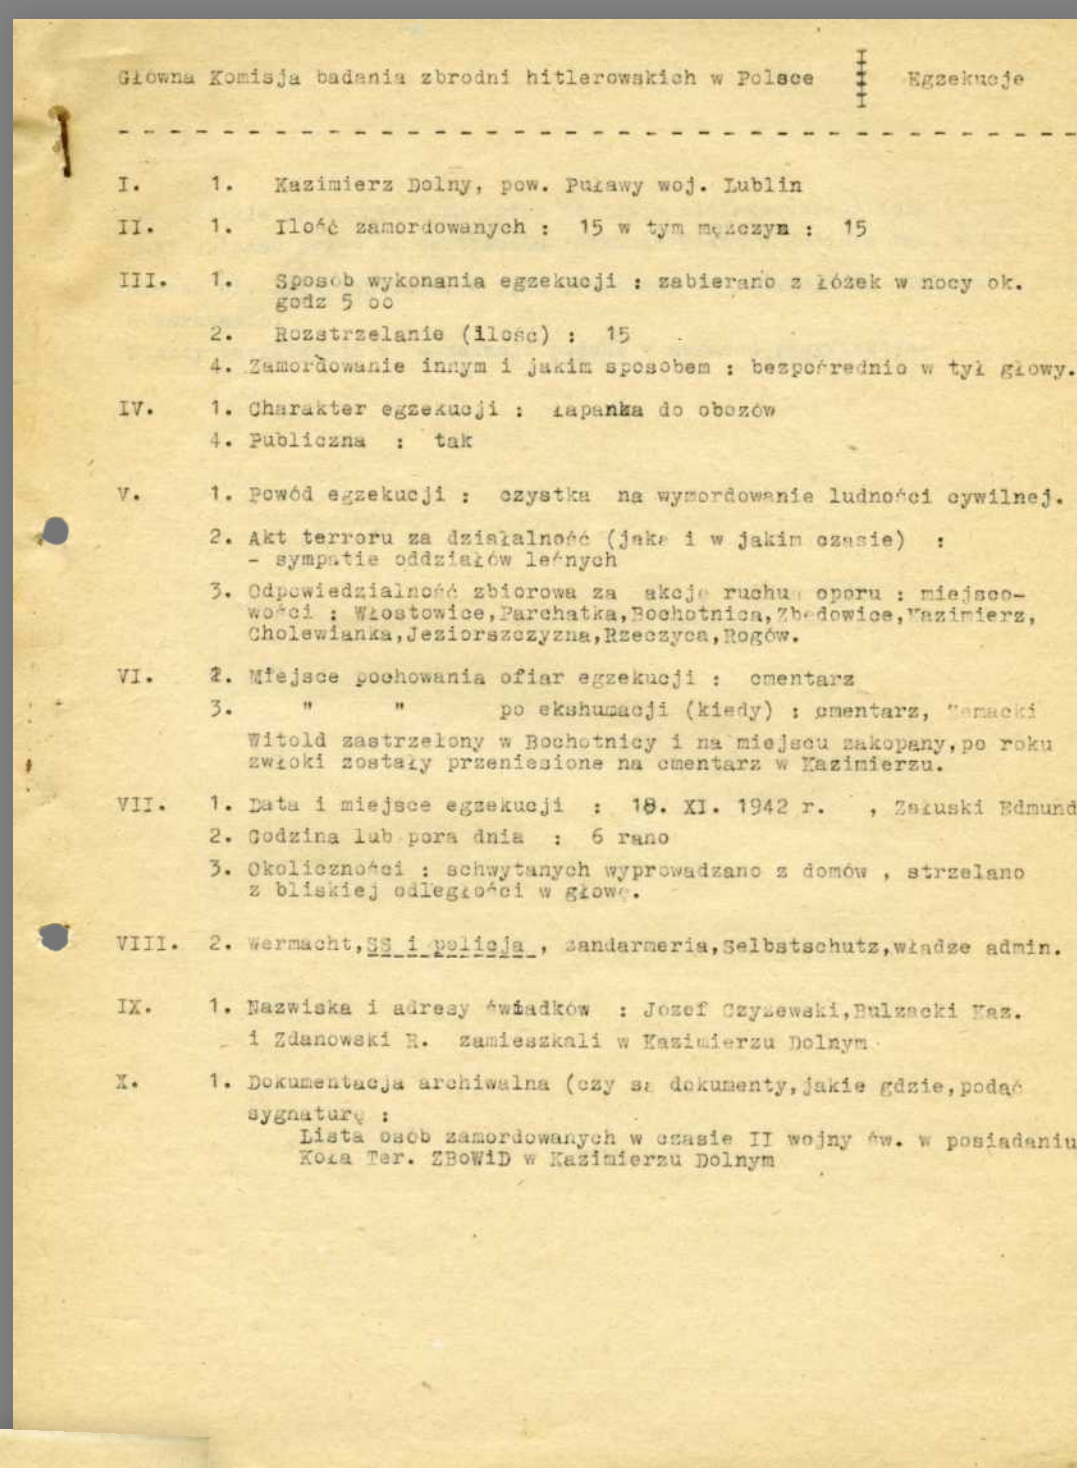 Główna Komisja badania zbrodni hitlerowskich w Polsce Egzekucje
I. 1. Kazimierz Dolny, pow. Puławy woj. Lublin
II. 1. Ilość zamordowanych : 15 w tym mężczyzn : 15
III. 1. Sposób wykonania egzekucji : zabierano z łóżek w nocy ok.
godz 5 oo
2. Rozstrzelanie (ilość) : 15
4. Zamordowanie innym i jakim sposobem : bezpośrednio w tył głowy.
IV. 1. Charakter egzekucji : łapanka do obozów
4. Publiczna : tak
V. 1. Powód egzekucji : czystka na wymordowanie ludności cywilnej.
2. Akt terroru za działalność (jaka i w jakim czasie) :
- sympatie oddziałów leśnych
3. Odpowiedzialność zbiorowa za akcję ruchu oporu : miejsco-
wości : Włostowice,Parchatka,Bochotnica,Zbędowice,Kazimierz,
Cholewianka,Jeziorszczyzna,Rzeczyca,Rogów.
VI. 2. Miejsce pochowania ofiar egzekucji : cmentarz
3. " " po ekshumacji (kiedy) : cmentarz,
Witold zastrzelony w Bochotnicy i na miejscu zakopany,po roku
zwłoki zostały przeniesione na cmentarz w Kazimierzu.
VII. 1. Data i miejsce egzekucji : 18. XI. 1942 r. , Załuski Edmund
2. Godzina lub pora dnia : 6 rano
3. Okoliczności : schwytanych wyprowadzano z domów , strzelano
z bliskiej odległości w głowę.
VIII. 2. Wermacht,SS i policja , żandarmeria,Selbstschutz,władze admin.
IX. 1. Nazwiska i adresy świadków : Józef Czyżewski,Bulzacki Kaz.
i Zdanowski R. zamieszkali w Kazimierzu Dolnym
X. 1. Dokumentacja archiwalna (czy są dokumenty,jakie gdzie,podać
sygnaturę :
Lista osób zamordowanych w czasie II wojny św. w posiadaniu
Koła Ter. ZBoWiD w Kazimierzu Dolnym